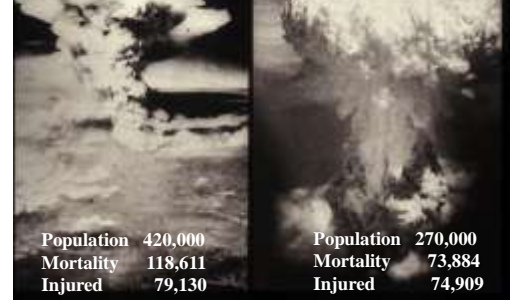 Population 420,000
Mortality 118,611
Injured 79,130
Population 270,000
Mortality 73,884
Injured 74,909